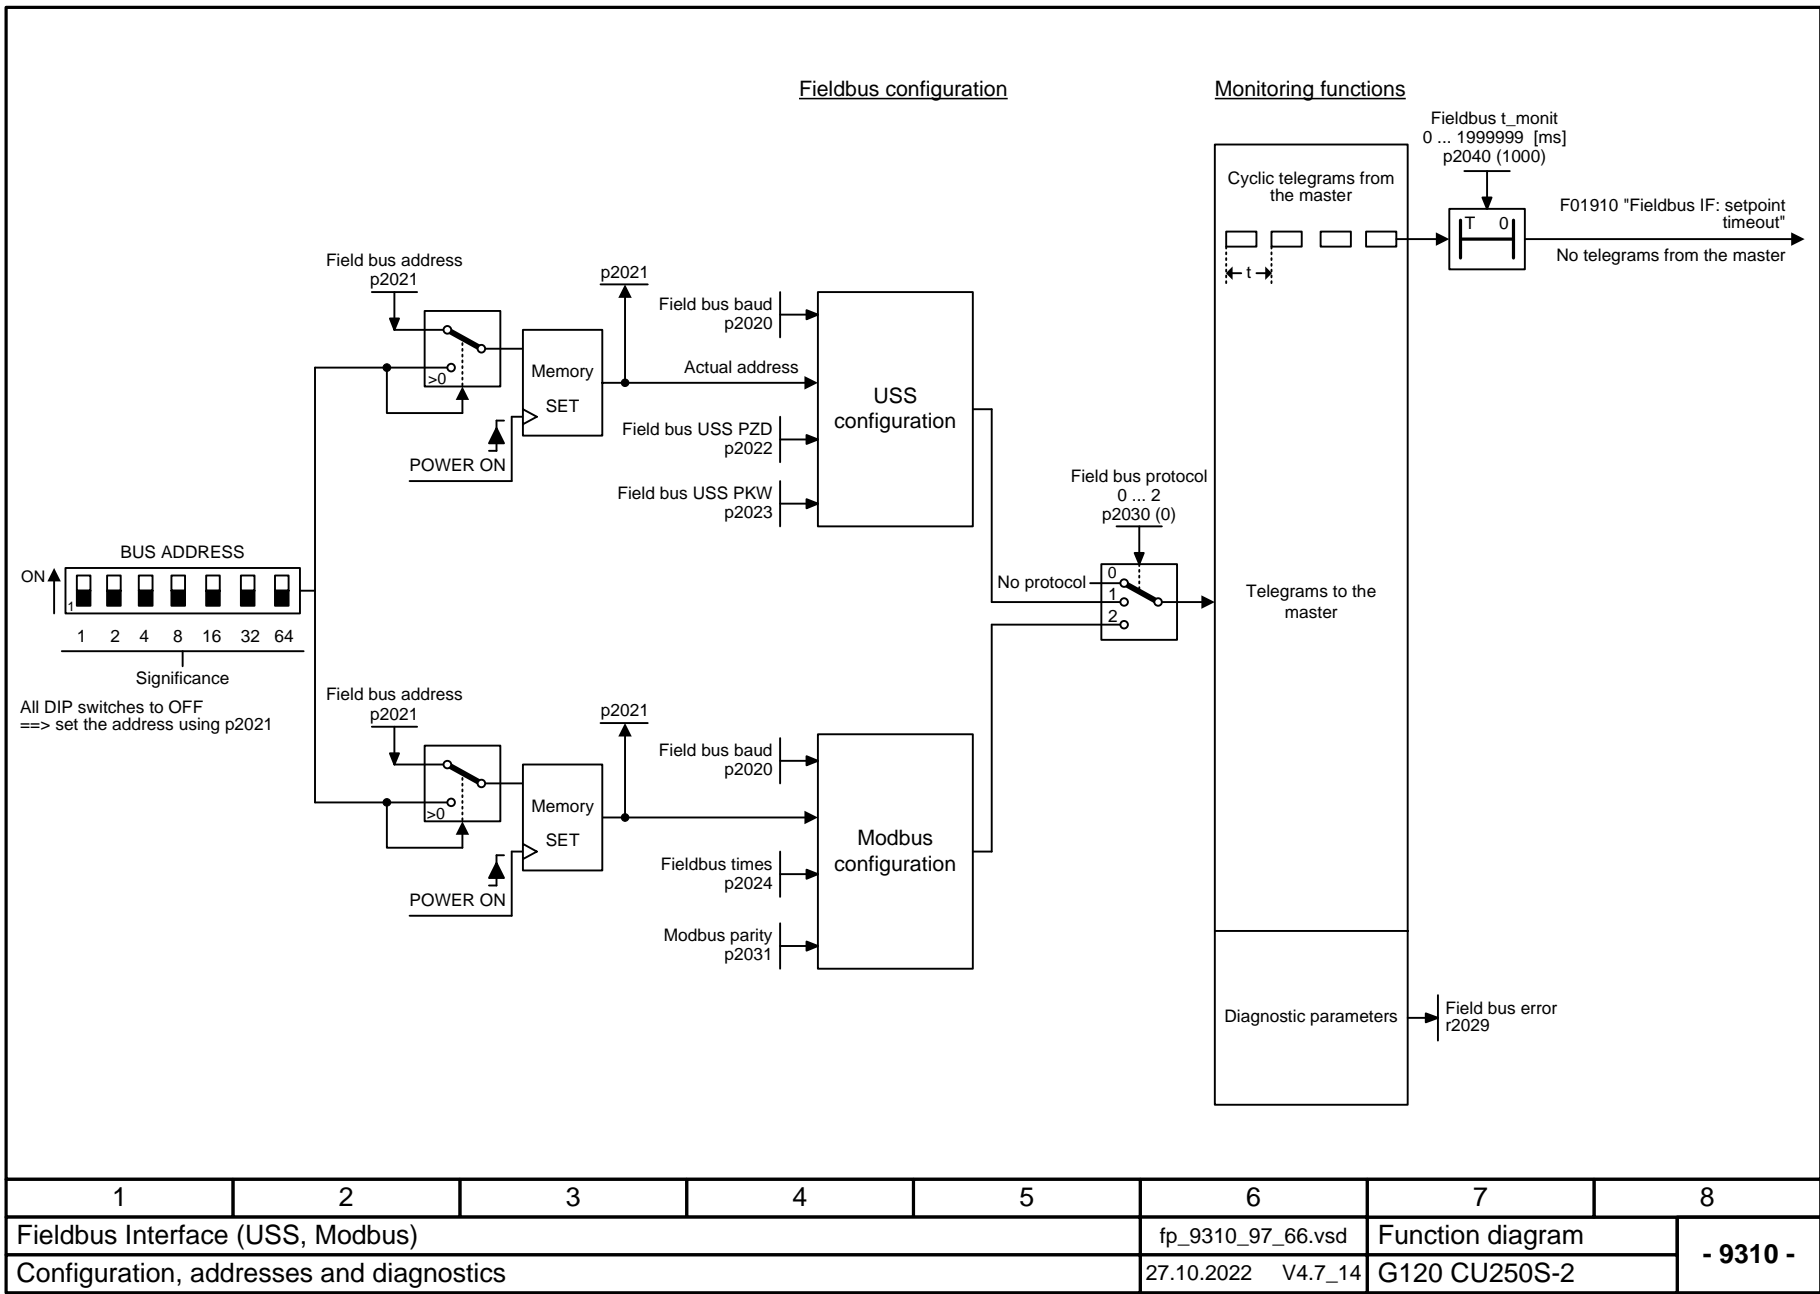 Fieldbus configuration
Monitoring functions
Fieldbus t_monit
0 ... 1999999 [ms]
p2040 (1000)
Cyclic telegrams from
the master
T 0
F01910 "Fieldbus IF: setpoint
timeout"
No telegrams from the master
t
Field bus address
p2021
>0
Memory
SET
POWER ON
p2021
Field bus baud
p2020
Actual address
Field bus USS PZD
p2022
Field bus USS PKW
p2023
USS
configuration
Field bus protocol
0 ... 2
p2030 (0)
No protocol
0
1
2
Telegrams to the
master
BUS ADDRESS
ON
1
1 2 4 8 16 32 64
Significance
All DIP switches to OFF
==> set the address using p2021
Field bus address
p2021
>0
Memory
SET
POWER ON
p2021
Field bus baud
p2020
Fieldbus times
p2024
Modbus parity
p2031
Modbus
configuration
Diagnostic parameters
Field bus error
r2029
1 2 3 4 5 6 7 8
Fieldbus Interface (USS, Modbus)
fp_9310_97_66.vsd
Function diagram
- 9310 -
Configuration, addresses and diagnostics
27.10.2022 V4.7_14
G120 CU250S-2